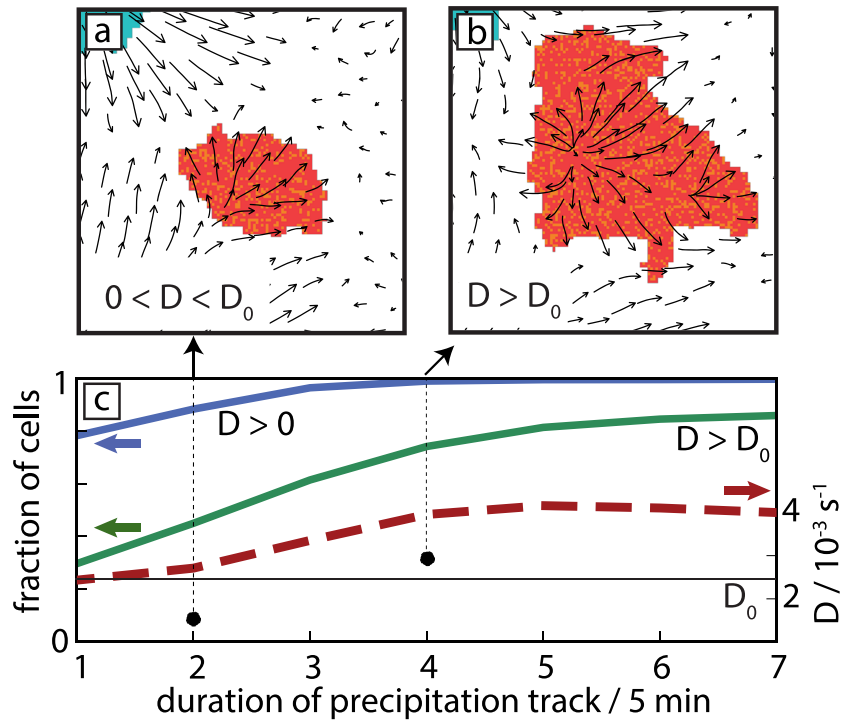 a
b
0 < D < D₀
D > D₀
1
c
D > 0
D > D₀
4
D₀
2
0
fraction of cells
D / 10⁻³ s⁻¹
1 2 3 4 5 6 7
duration of precipitation track / 5 min